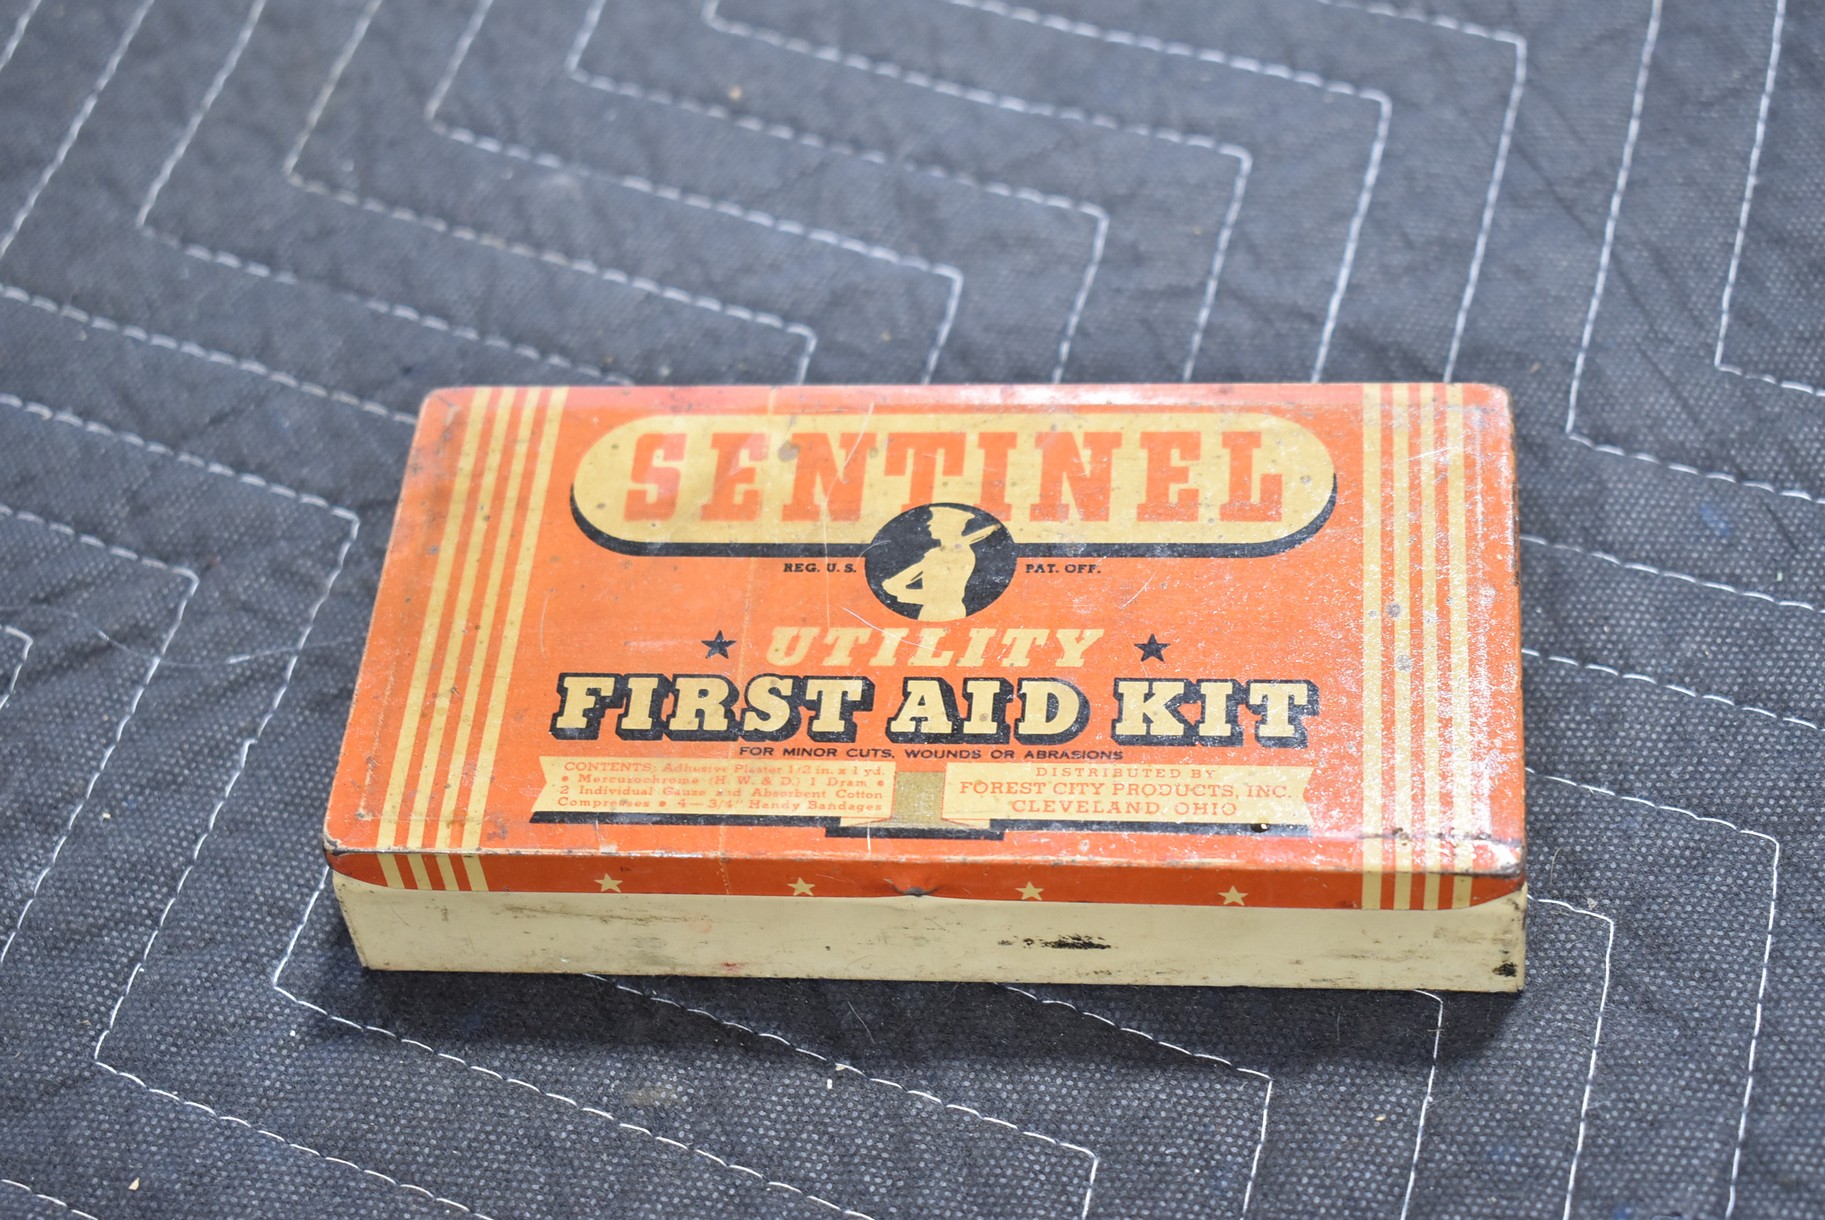 SENTINEL
REG. U. S. PAT. OFF.
UTILITY
FIRST AID KIT
FOR MINOR CUTS, WOUNDS OR ABRASIONS
CONTENTS: Adhesive Plaster 1/2 in. x 1 yd.
• Mercurochrome (H. W. & D.) 1 Dram •
2 Individual Gauze and Absorbent Cotton
Compresses • 4—3/4" Handy Bandages
DISTRIBUTED BY
FOREST CITY PRODUCTS, INC.
CLEVELAND, OHIO